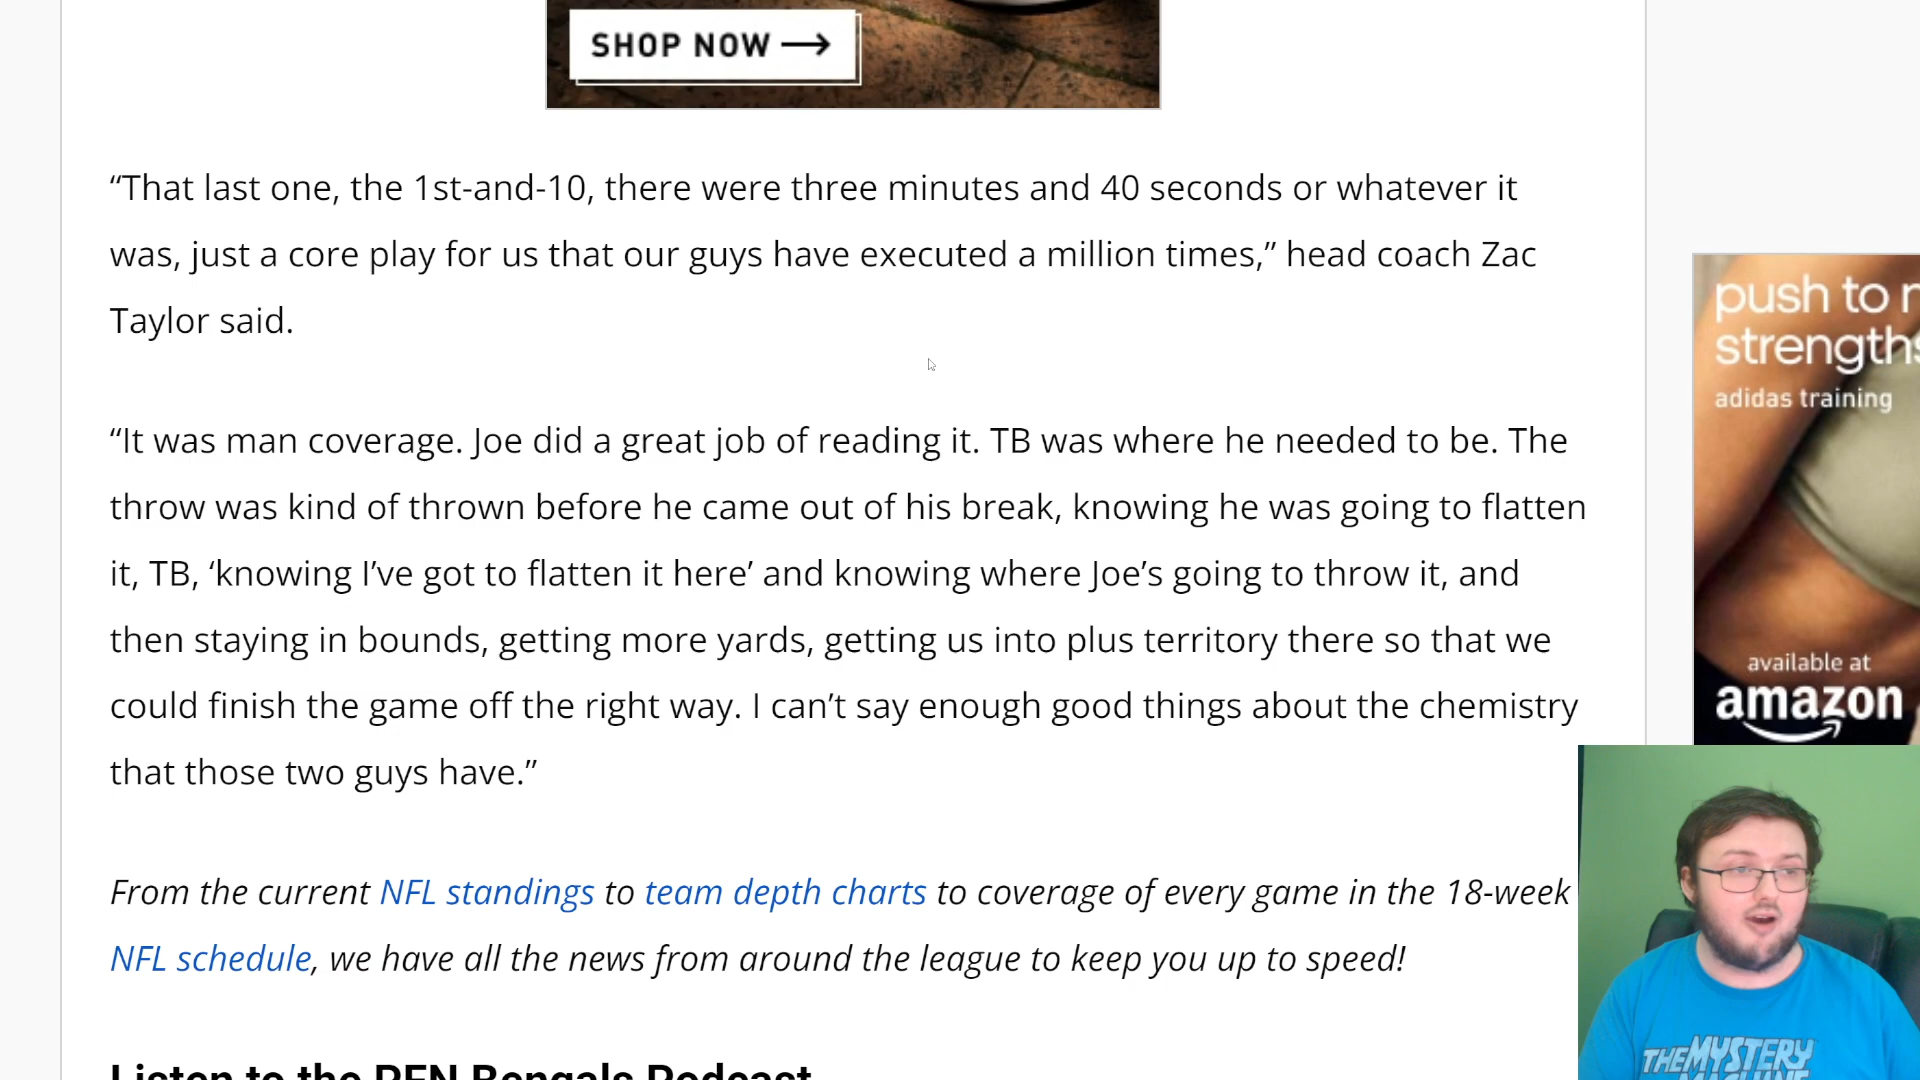 SHOP NOW
“That last one, the 1st-and-10, there were three minutes and 40 seconds or whatever it
was, just a core play for us that our guys have executed a million times,” head coach Zac
Taylor said.
“It was man coverage. Joe did a great job of reading it. TB was where he needed to be. The
throw was kind of thrown before he came out of his break, knowing he was going to flatten
it, TB, ‘knowing I’ve got to flatten it here’ and knowing where Joe’s going to throw it, and
then staying in bounds, getting more yards, getting us into plus territory there so that we
could finish the game off the right way. I can’t say enough good things about the chemistry
that those two guys have.”
From the current NFL standings to team depth charts to coverage of every game in the 18-week
NFL schedule, we have all the news from around the league to keep you up to speed!
Listen to the PFN Bengals Podcast
push to
strengths
adidas training
available at
amazon
THE MYSTERY
MACHINE